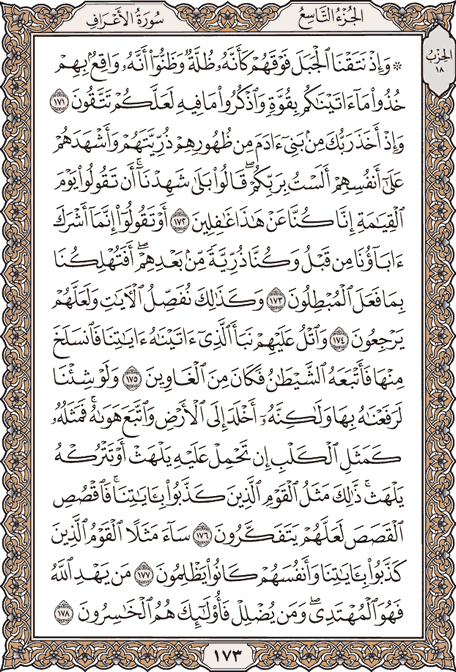 الجزء التاسع
سورة الأعراف
الحزب
١٨
۞ وَإِذ نَّتَقْنَا ٱلْجَبَلَ فَوْقَهُمْ كَأَنَّهُۥ ظُلَّةٌ وَظَنُّوٓا۟ أَنَّهُۥ وَاقِعٌۢ بِهِمْ
خُذُوا۟ مَآ ءَاتَيْنَٰكُم بِقُوَّةٍ وَٱذْكُرُوا۟ مَا فِيهِ لَعَلَّكُمْ تَتَّقُونَ ١٧١
وَإِذْ أَخَذَ رَبُّكَ مِنۢ بَنِىٓ ءَادَمَ مِن ظُهُورِهِمْ ذُرِّيَّتَهُمْ وَأَشْهَدَهُمْ
عَلَىٰٓ أَنفُسِهِمْ أَلَسْتُ بِرَبِّكُمْ ۖ قَالُوا۟ بَلَىٰ شَهِدْنَآ ۛ أَن تَقُولُوا۟ يَوْمَ
ٱلْقِيَٰمَةِ إِنَّا كُنَّا عَنْ هَٰذَا غَٰفِلِينَ ١٧٢ أَوْ تَقُولُوٓا۟ إِنَّمَآ أَشْرَكَ
ءَابَآؤُنَا مِن قَبْلُ وَكُنَّا ذُرِّيَّةً مِّنۢ بَعْدِهِمْ ۖ أَفَتُهْلِكُنَا
بِمَا فَعَلَ ٱلْمُبْطِلُونَ ١٧٣ وَكَذَٰلِكَ نُفَصِّلُ ٱلْءَايَٰتِ وَلَعَلَّهُمْ
يَرْجِعُونَ ١٧٤ وَٱتْلُ عَلَيْهِمْ نَبَأَ ٱلَّذِىٓ ءَاتَيْنَٰهُ ءَايَٰتِنَا فَٱنسَلَخَ
مِنْهَا فَأَتْبَعَهُ ٱلشَّيْطَٰنُ فَكَانَ مِنَ ٱلْغَاوِينَ ١٧٥ وَلَوْ شِئْنَا
لَرَفَعْنَٰهُ بِهَا وَلَٰكِنَّهُۥٓ أَخْلَدَ إِلَى ٱلْأَرْضِ وَٱتَّبَعَ هَوَىٰهُ ۚ فَمَثَلُهُۥ
كَمَثَلِ ٱلْكَلْبِ إِن تَحْمِلْ عَلَيْهِ يَلْهَثْ أَوْ تَتْرُكْهُ
يَلْهَث ۚ ذَّٰلِكَ مَثَلُ ٱلْقَوْمِ ٱلَّذِينَ كَذَّبُوا۟ بِـَٔايَٰتِنَا ۚ فَٱقْصُصِ
ٱلْقَصَصَ لَعَلَّهُمْ يَتَفَكَّرُونَ ١٧٦ سَآءَ مَثَلًا ٱلْقَوْمُ ٱلَّذِينَ
كَذَّبُوا۟ بِـَٔايَٰتِنَا وَأَنفُسَهُمْ كَانُوا۟ يَظْلِمُونَ ١٧٧ مَن يَهْدِ ٱللَّهُ
فَهُوَ ٱلْمُهْتَدِى ۖ وَمَن يُضْلِلْ فَأُو۟لَٰٓئِكَ هُمُ ٱلْخَٰسِرُونَ ١٧٨
١٧٣